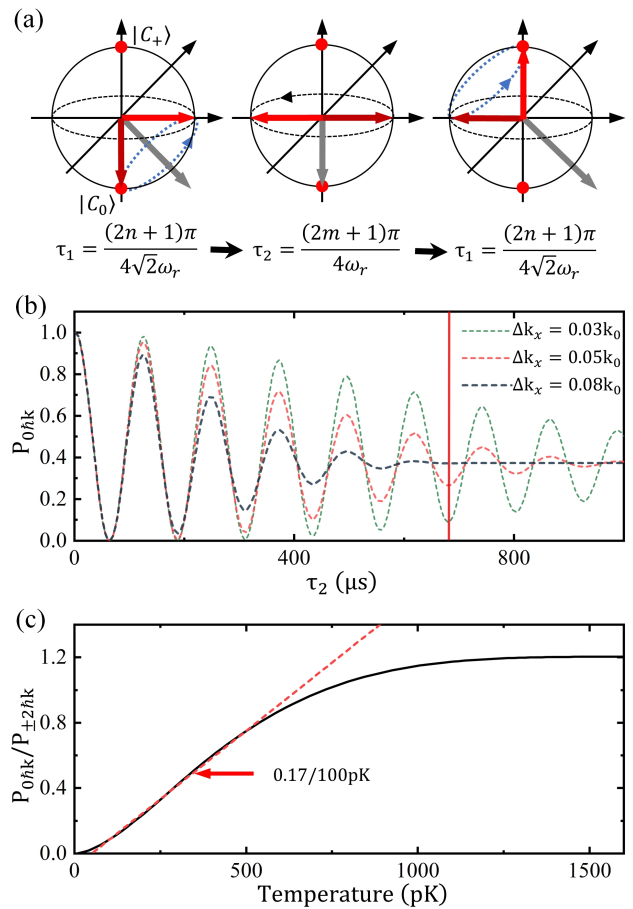 (a)
|C₊⟩
|C₀⟩
τ₁ = (2n + 1)π / 4√2ωᵣ → τ₂ = (2m + 1)π / 4ωᵣ → τ₁ = (2n + 1)π / 4√2ωᵣ
(b)
1.0
0.8
0.6
0.4
0.2
0.0
P₀ℏₖ
Δkₓ = 0.03k₀
Δkₓ = 0.05k₀
Δkₓ = 0.08k₀
0
400
800
τ₂ (μs)
(c)
1.2
0.8
0.4
0.0
P₀ℏₖ/P±₂ℏₖ
0.17/100pK
0
500
1000
1500
Temperature (pK)